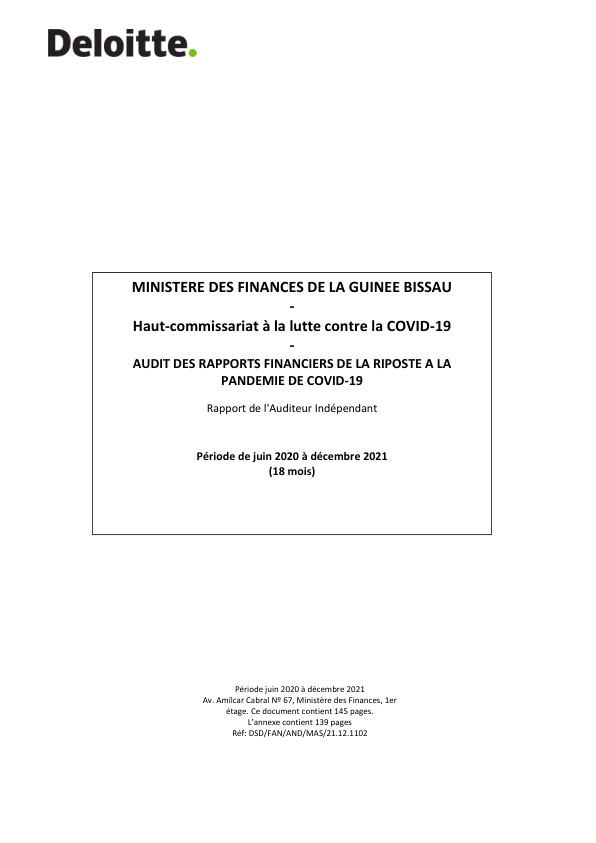 Deloitte.
MINISTERE DES FINANCES DE LA GUINEE BISSAU
-
Haut-commissariat à la lutte contre la COVID-19
-
AUDIT DES RAPPORTS FINANCIERS DE LA RIPOSTE A LA
PANDEMIE DE COVID-19
Rapport de l'Auditeur Indépendant
Période de juin 2020 à décembre 2021
(18 mois)
Période juin 2020 à décembre 2021
Av. Amílcar Cabral Nº 67, Ministère des Finances, 1er
étage. Ce document contient 145 pages.
L'annexe contient 139 pages
Réf: DSD/FAN/AND/MAS/21.12.1102